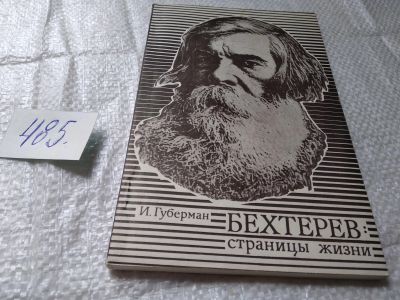 485.
И. Губерман
БЕХТЕРЕВ:
страницы жизни